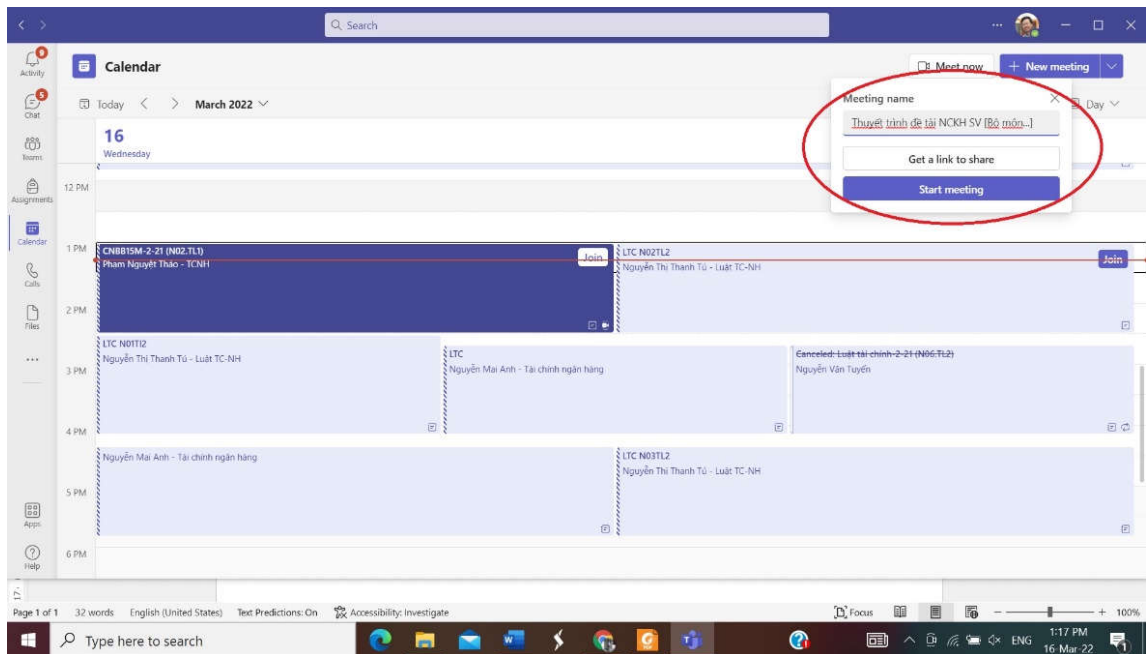 Search
Activity
9
Calendar
Meet now
+ New meeting
Chat
5
Today
March 2022
Day
Meeting name
Thuyết trình đề tài NCKH SV [Bộ môn...]
Get a link to share
Start meeting
Teams
16
Wednesday
Assignments
12 PM
Calendar
1 PM
CNBB15M-2-21 (N02.TL1)
Pham Nguyệt Thảo - TCNH
Join
LTC N02TL2
Nguyễn Thị Thanh Tú - Luật TC-NH
Join
Calls
2 PM
Files
LTC N01Tl2
Nguyễn Thị Thanh Tú - Luật TC-NH
LTC
Nguyễn Mai Anh - Tài chính ngân hàng
Canceled: Luật tài chính-2-21 (N06.TL2)
Nguyễn Văn Tuyến
3 PM
4 PM
Nguyễn Mai Anh - Tài chính ngân hàng
LTC N03TL2
Nguyễn Thị Thanh Tú - Luật TC-NH
5 PM
Apps
6 PM
Help
Page 1 of 1
32 words
English (United States)
Text Predictions: On
Accessibility: Investigate
Focus
100%
Type here to search
ENG
1:17 PM
16-Mar-22